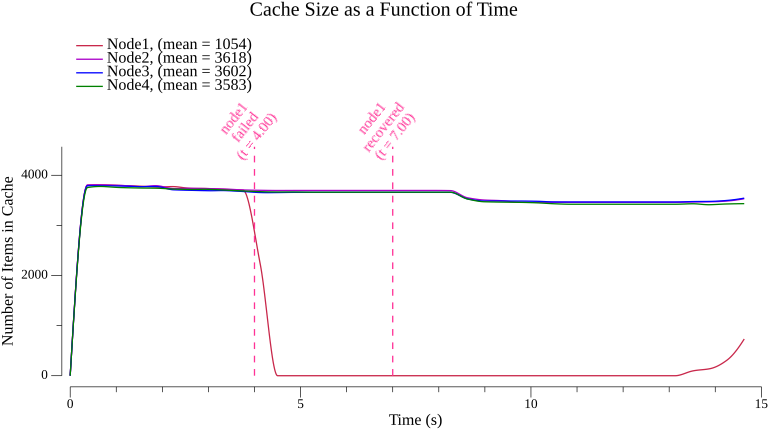 Cache Size as a Function of Time
Node1, (mean = 1054)
Node2, (mean = 3618)
Node3, (mean = 3602)
Node4, (mean = 3583)
node1
failed
(t = 4.00)
node1
recovered
(t = 7.00)
Number of Items in Cache
4000
2000
0
0
5
10
15
Time (s)